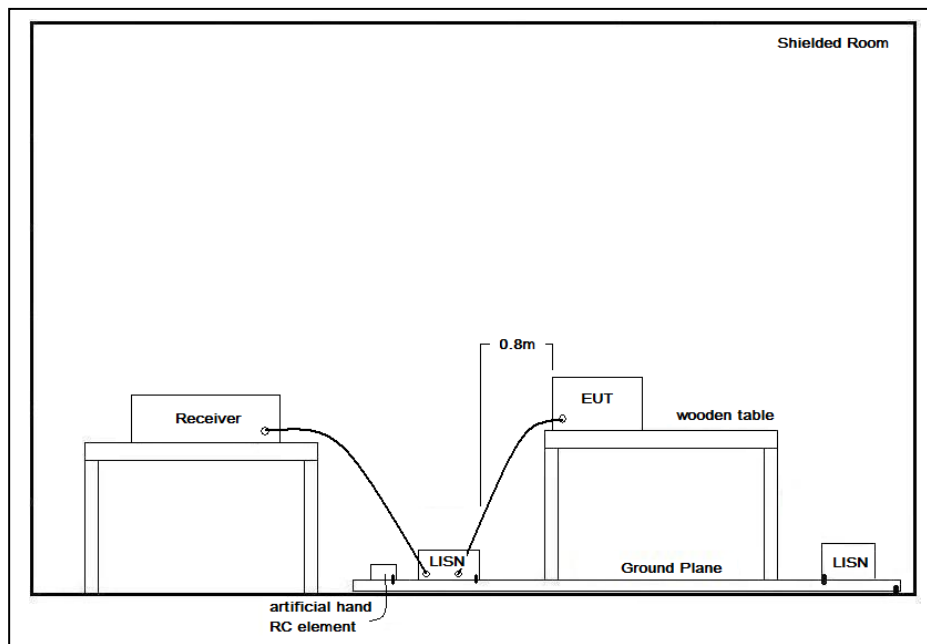 Shielded Room
0.8m
EUT
Receiver
wooden table
LISN
Ground Plane
LISN
artificial hand
RC element